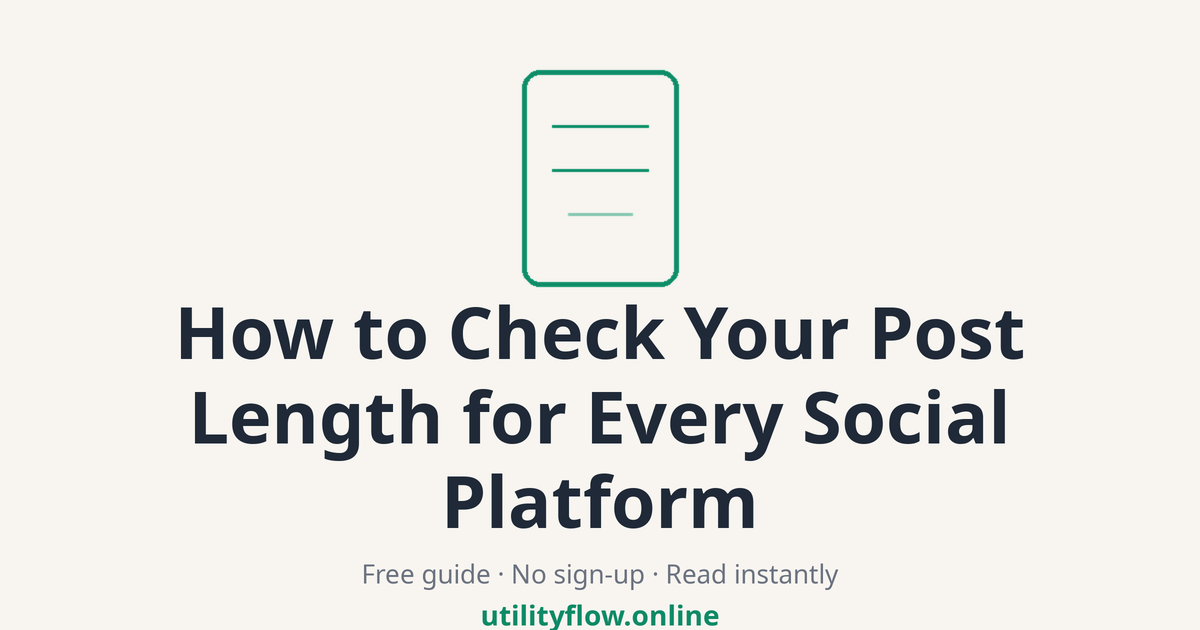 How to Check Your Post
Length for Every Social
Platform
Free guide · No sign-up · Read instantly
utilityflow.online